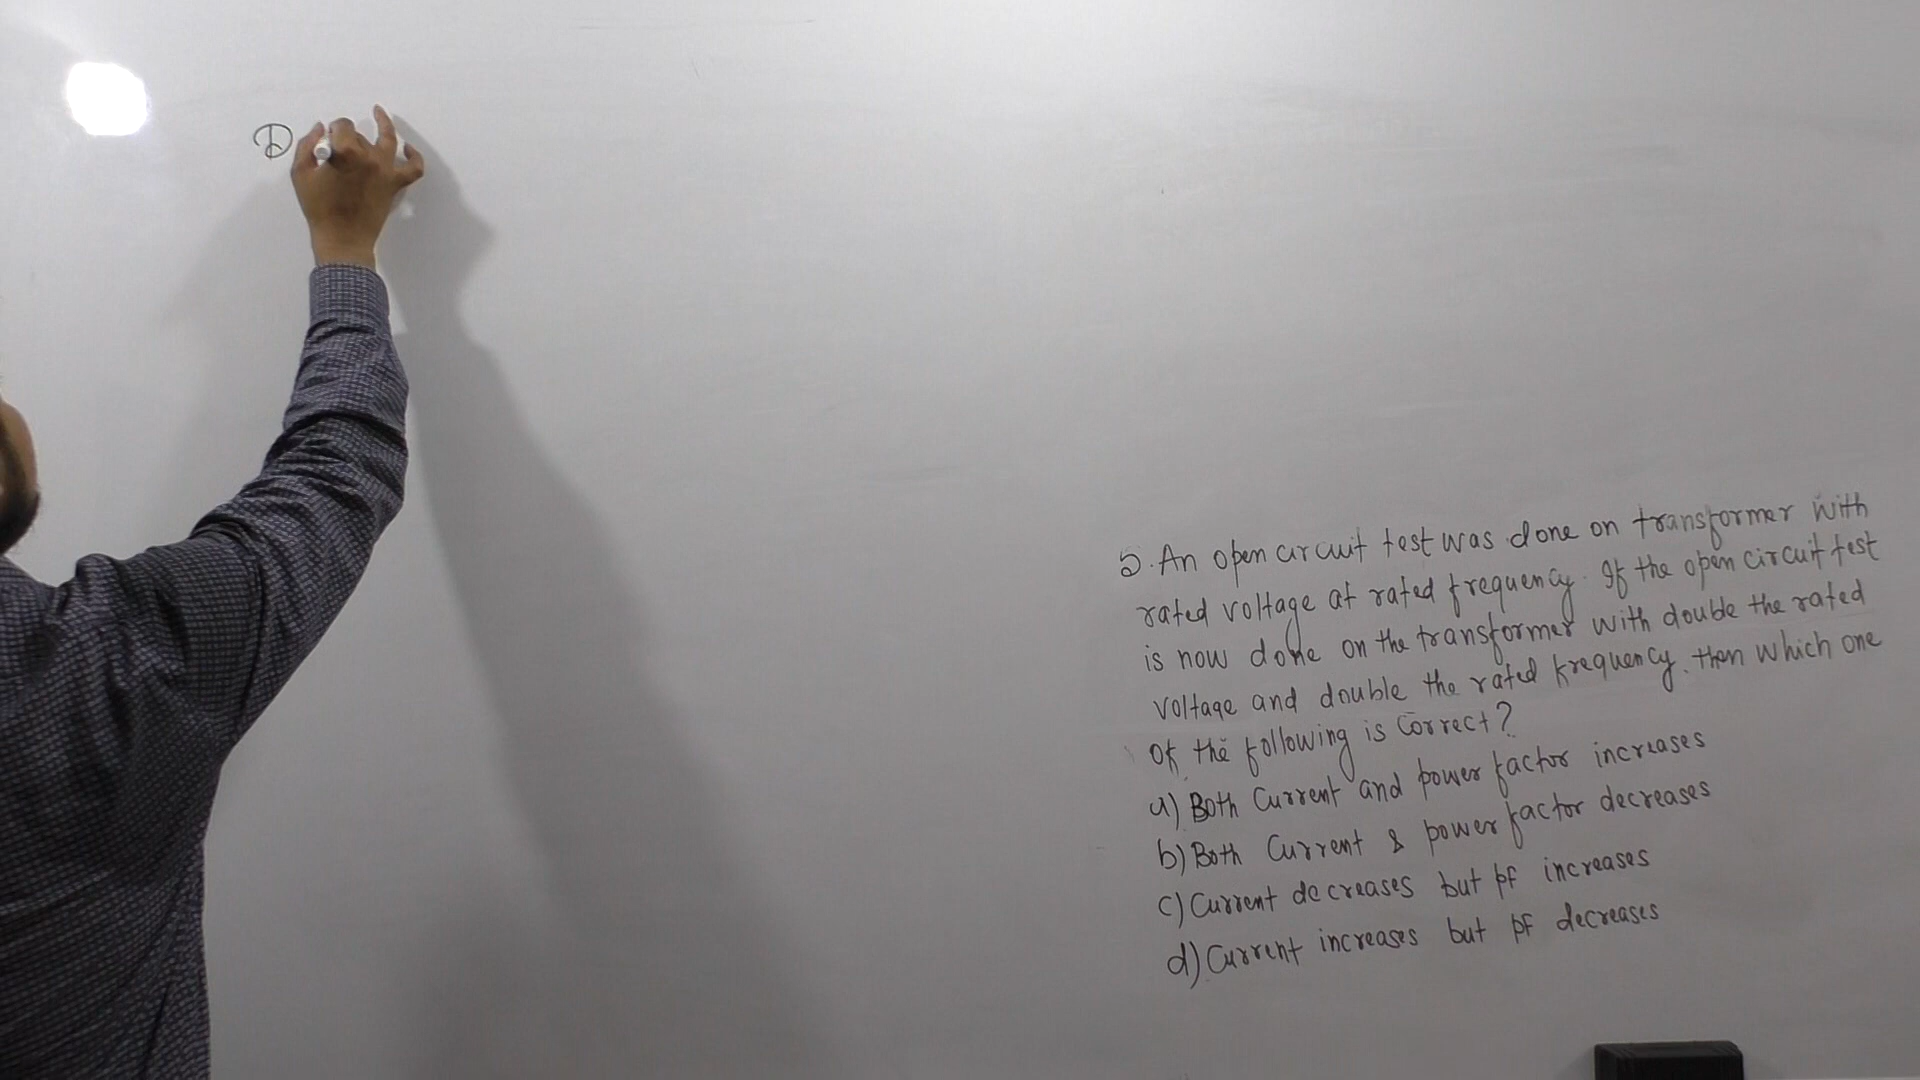 D
5. An open circuit test was done on transformer with
rated voltage at rated frequency. If the open circuit test
is now done on the transformer with double the rated
voltage and double the rated frequency. then which one
of the following is correct?
a) Both Current and power factor increases
b) Both Current & power factor decreases
c) Current decreases but pf increases
d) Current increases but pf decreases